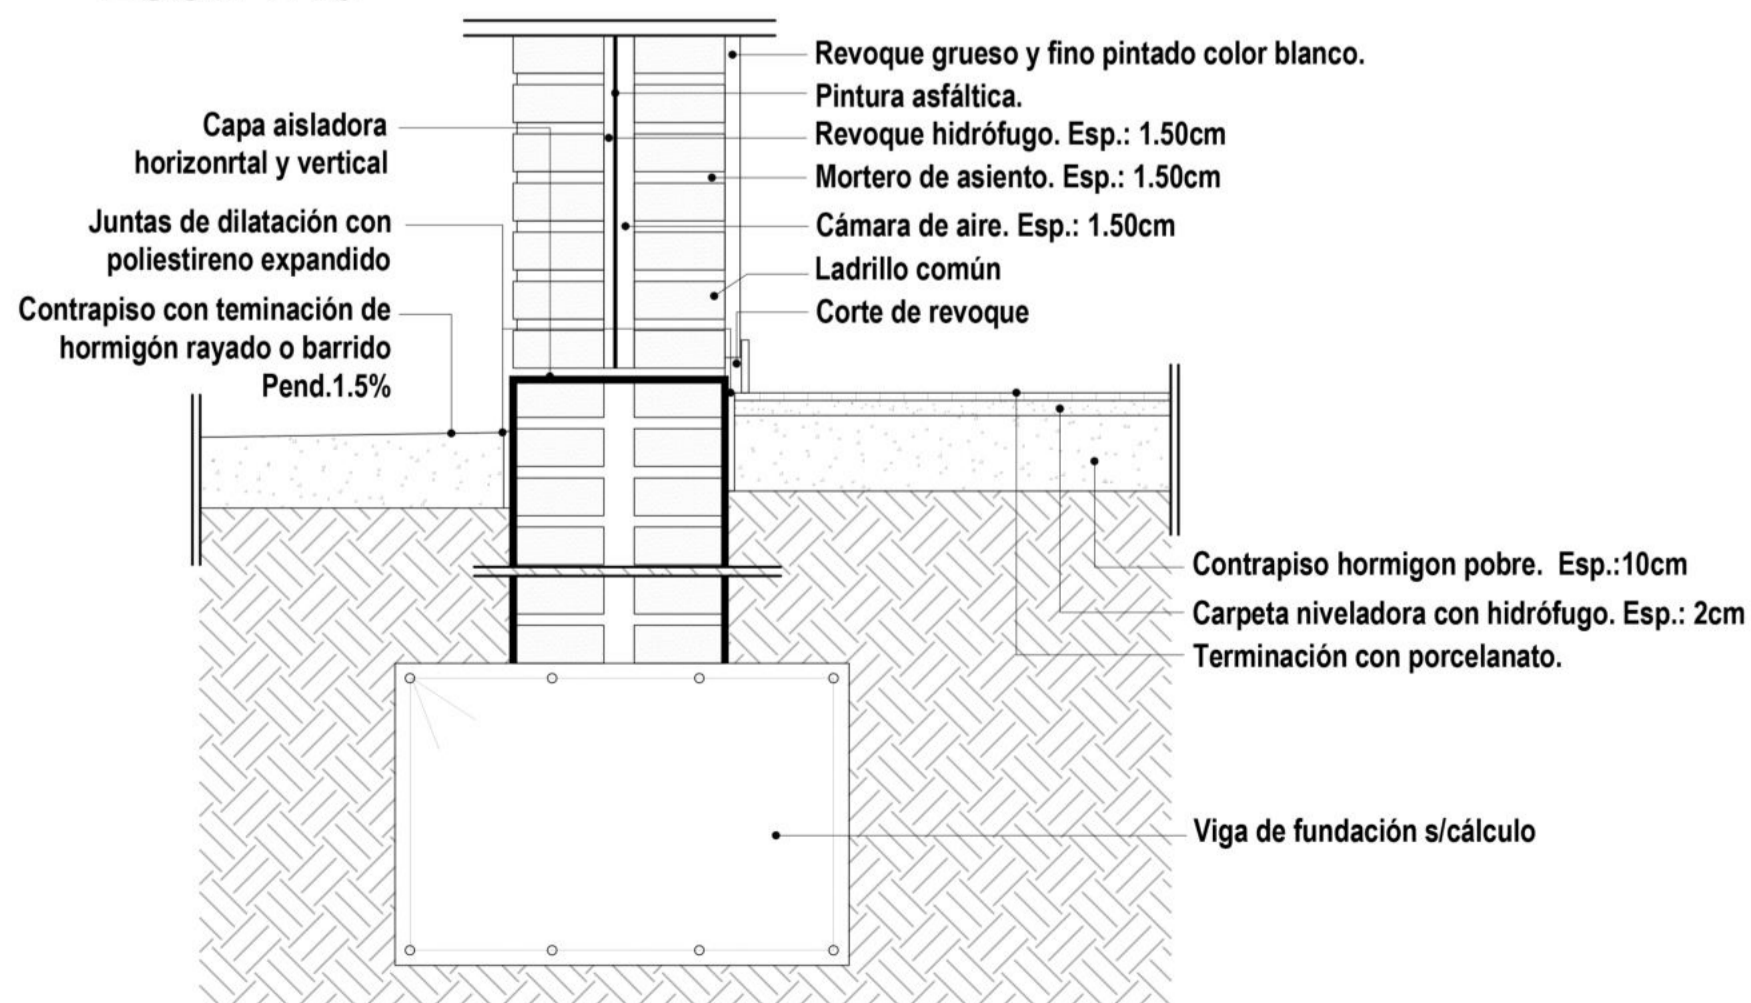 Revoque grueso y fino pintado color blanco.
Pintura asfáltica.
Revoque hidrófugo. Esp.: 1.50cm
Mortero de asiento. Esp.: 1.50cm
Cámara de aire. Esp.: 1.50cm
Ladrillo común
Corte de revoque
Capa aisladora
horizonrtal y vertical
Juntas de dilatación con
poliestireno expandido
Contrapiso con teminación de
hormigón rayado o barrido
Pend.1.5%
Contrapiso hormigon pobre. Esp.:10cm
Carpeta niveladora con hidrófugo. Esp.: 2cm
Terminación con porcelanato.
Viga de fundación s/cálculo